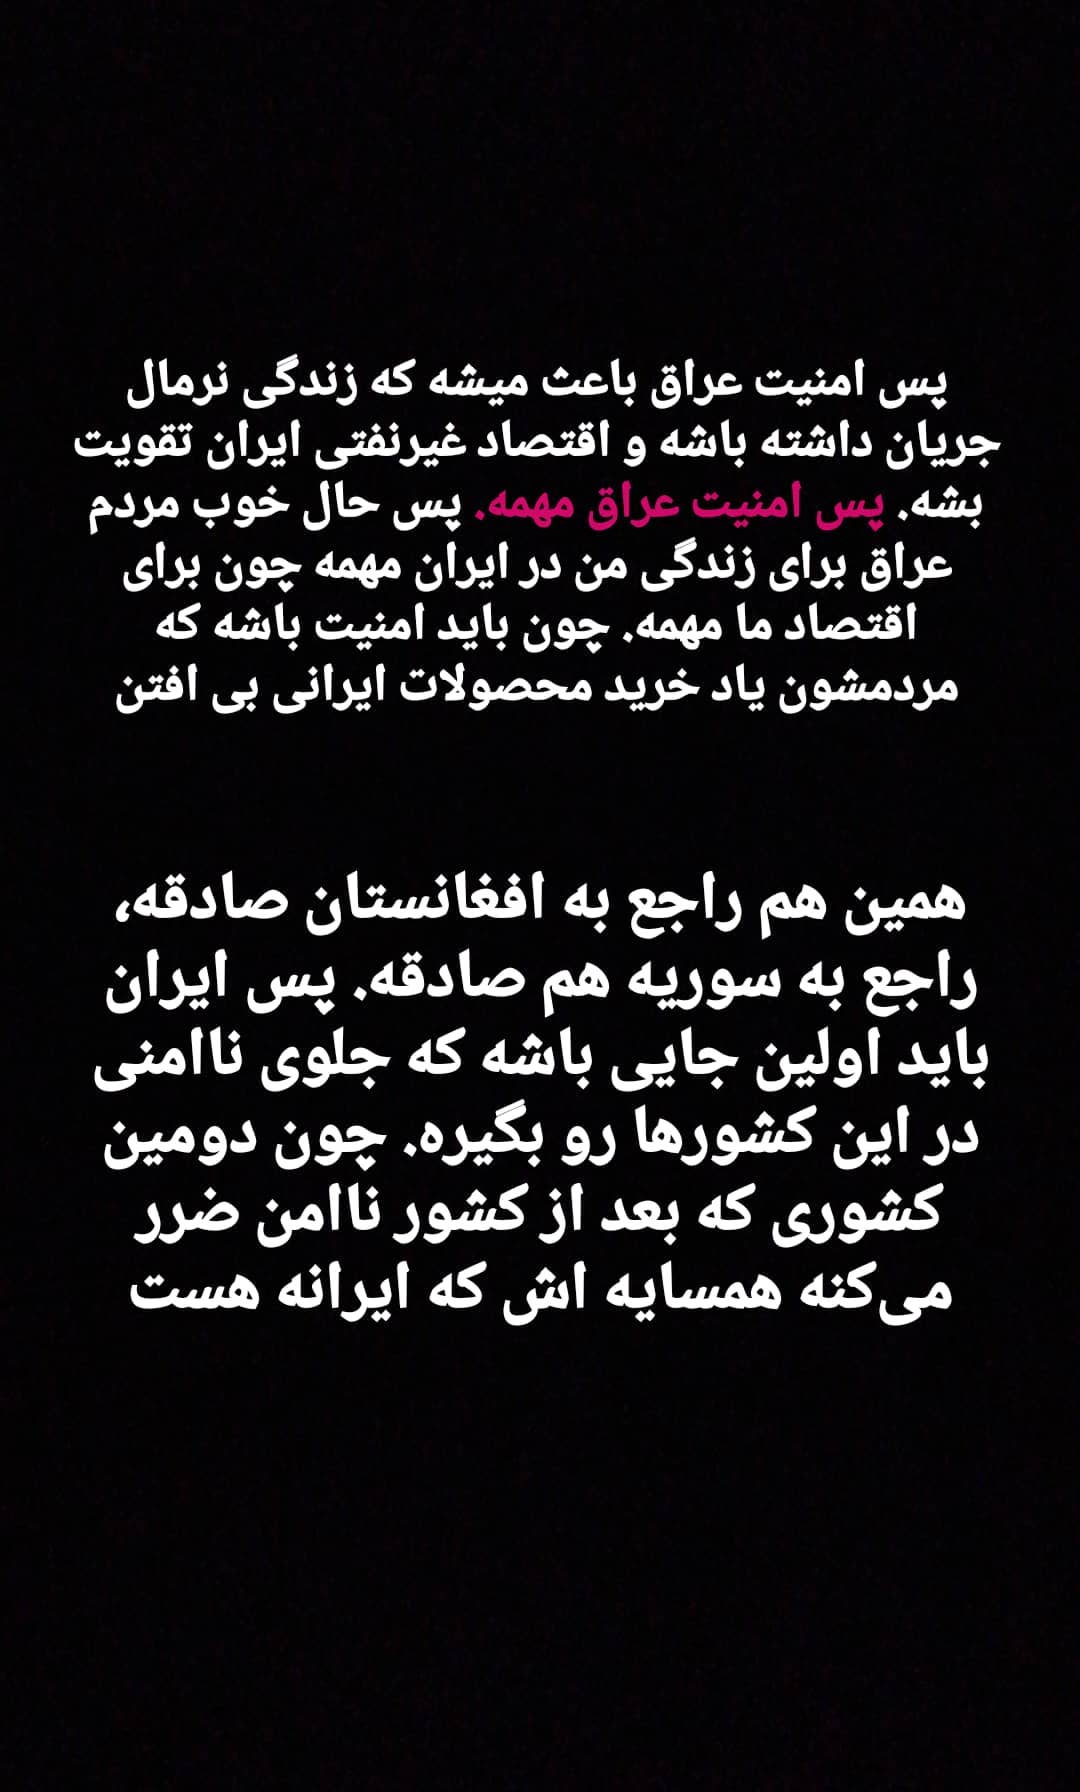 پس امنیت عراق باعث میشه که زندگی نرمال
جریان داشته باشه و اقتصاد غیرنفتی ایران تقویت
بشه. پس امنیت عراق مهمه. پس حال خوب مردم
عراق برای زندگی من در ایران مهمه چون برای
اقتصاد ما مهمه. چون باید امنیت باشه که
مردمشون یاد خرید محصولات ایرانی بی افتن
همین هم راجع به افغانستان صادقه،
راجع به سوریه هم صادقه. پس ایران
باید اولین جایی باشه که جلوی ناامنی
در این کشورها رو بگیره. چون دومین
کشوری که بعد از کشور ناامن ضرر
می‌کنه همسایه اش که ایرانه هست